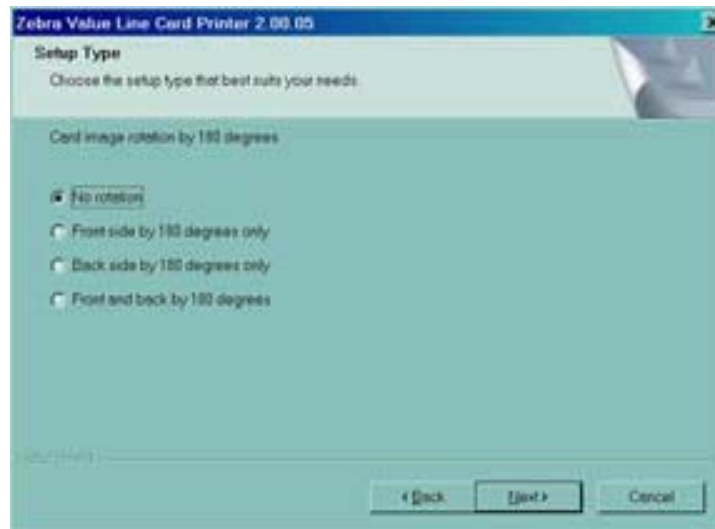 Zebra Value Line Card Printer 2.00.05
Setup Type
Choose the setup type that best suits your needs.
Card image rotation by 180 degrees
No rotation
Front side by 180 degrees only
Back side by 180 degrees only
Front and back by 180 degrees
< Back Next > Cancel